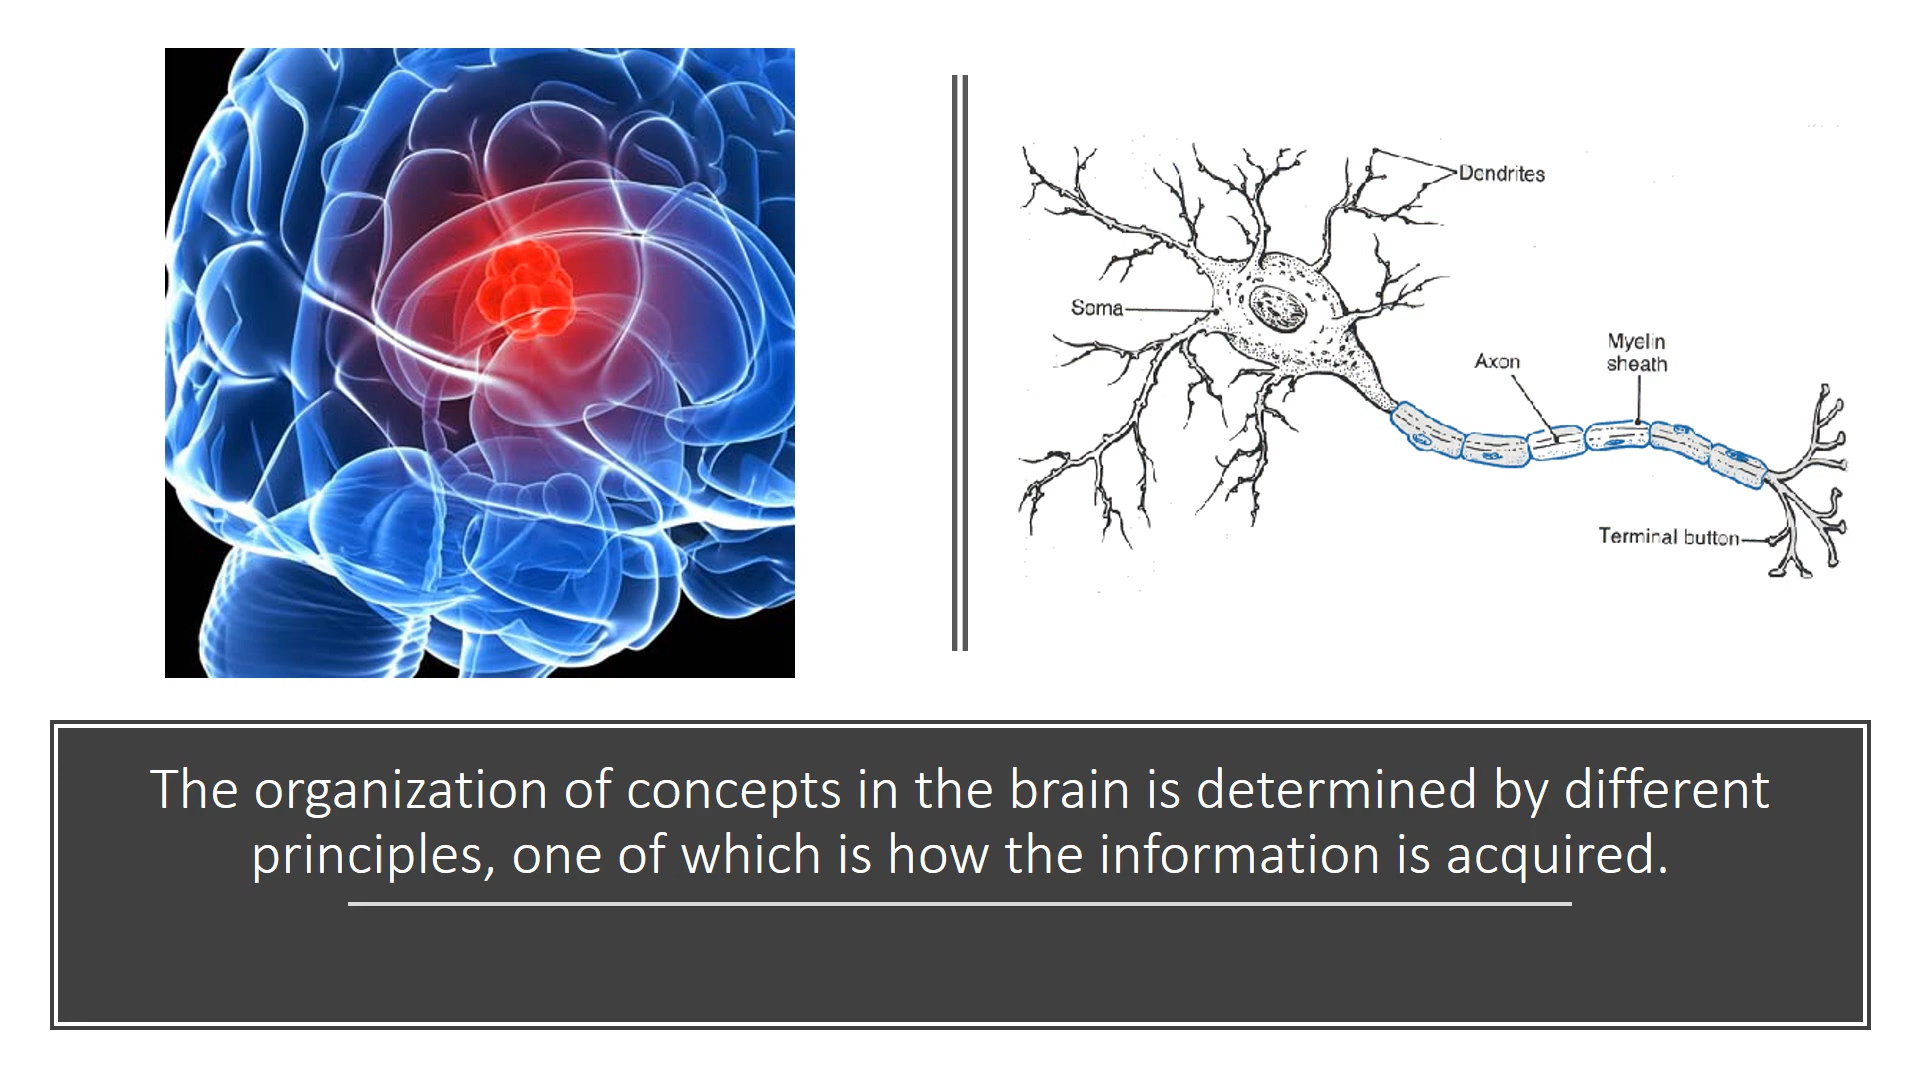 Dendrites
Soma
Axon
Myelin
sheath
Terminal button
The organization of concepts in the brain is determined by different
principles, one of which is how the information is acquired.